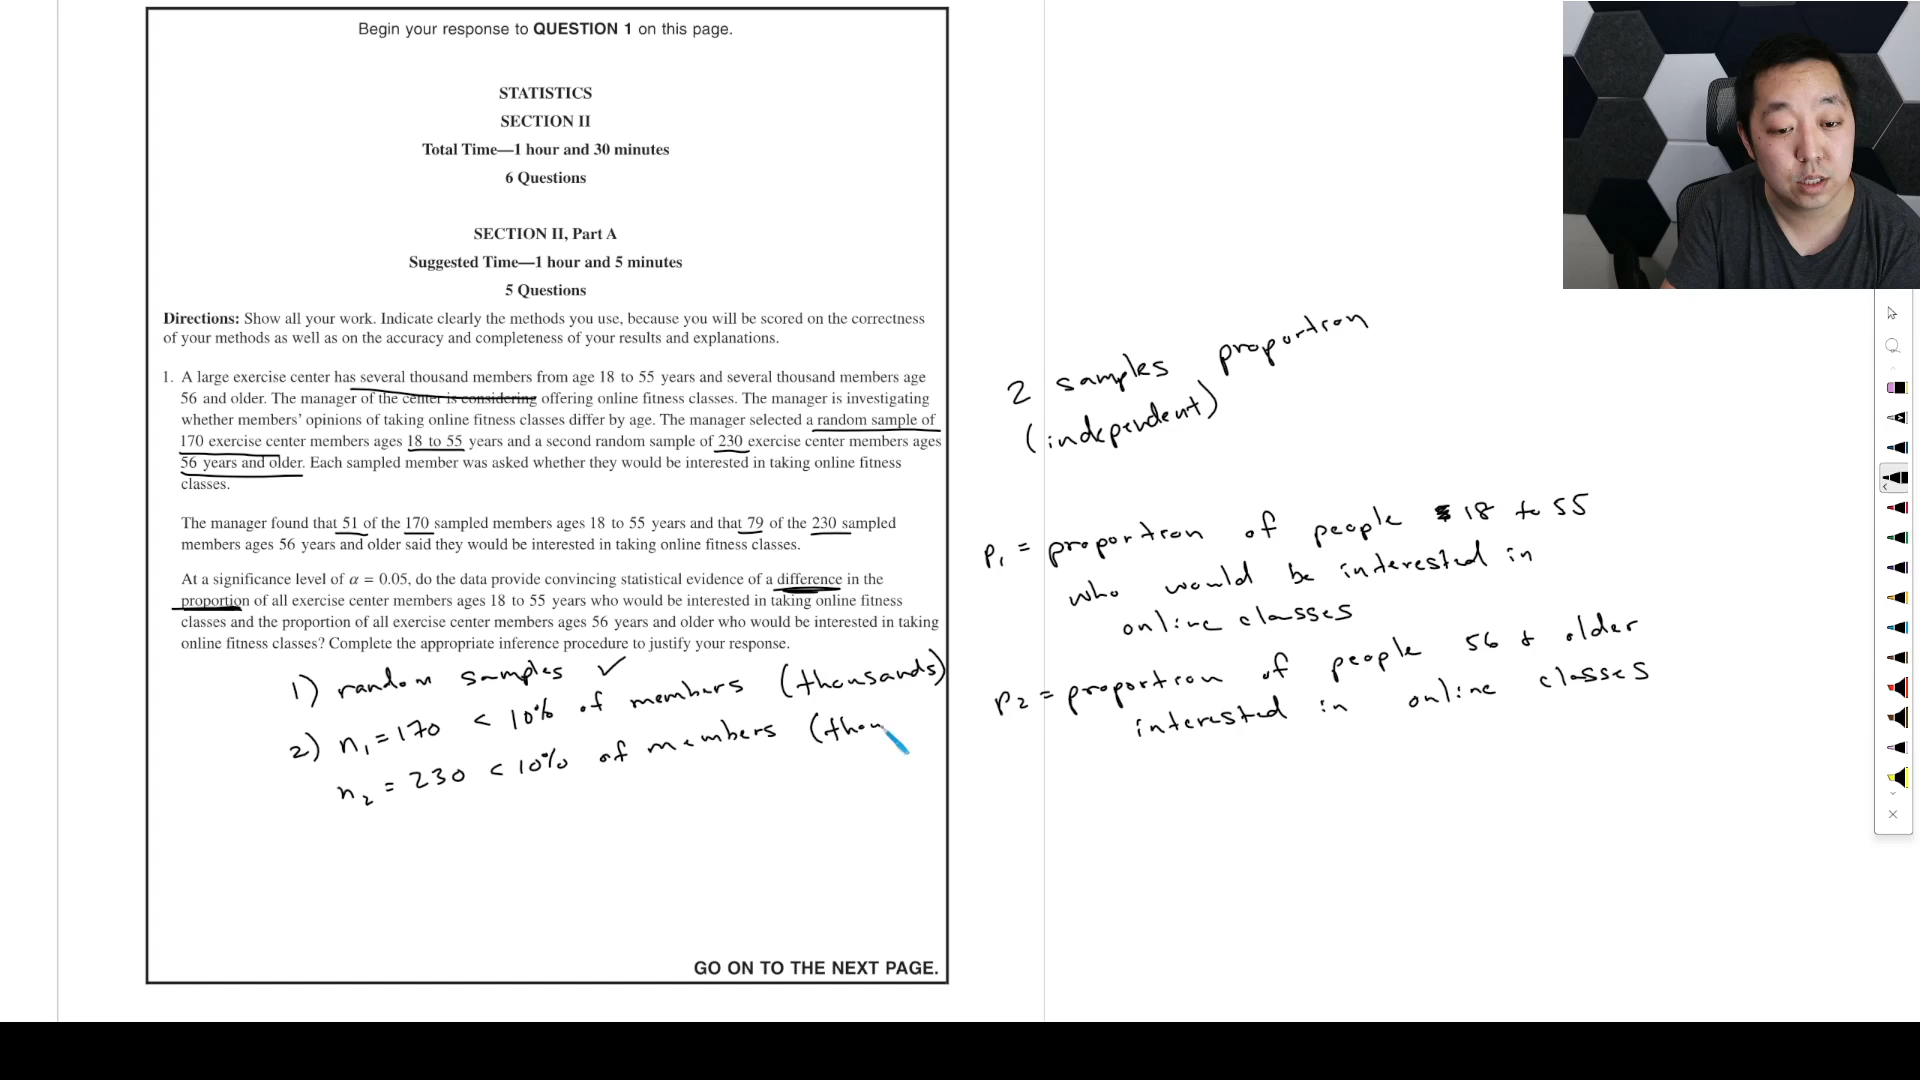 Begin your response to QUESTION 1 on this page.
STATISTICS
SECTION II
Total Time—1 hour and 30 minutes
6 Questions
SECTION II, Part A
Suggested Time—1 hour and 5 minutes
5 Questions
Directions: Show all your work. Indicate clearly the methods you use, because you will be scored on the correctness
of your methods as well as on the accuracy and completeness of your results and explanations.
1. A large exercise center has several thousand members from age 18 to 55 years and several thousand members age
56 and older. The manager of the center is considering offering online fitness classes. The manager is investigating
whether members' opinions of taking online fitness classes differ by age. The manager selected a random sample of
170 exercise center members ages 18 to 55 years and a second random sample of 230 exercise center members ages
56 years and older. Each sampled member was asked whether they would be interested in taking online fitness
classes.
The manager found that 51 of the 170 sampled members ages 18 to 55 years and that 79 of the 230 sampled
members ages 56 years and older said they would be interested in taking online fitness classes.
At a significance level of α = 0.05, do the data provide convincing statistical evidence of a difference in the
proportion of all exercise center members ages 18 to 55 years who would be interested in taking online fitness
classes and the proportion of all exercise center members ages 56 years and older who would be interested in taking
online fitness classes? Complete the appropriate inference procedure to justify your response.
1) random samples ✓
2) n₁ = 170 < 10% of members (thousands)
n₂ = 230 < 10% of members (thou
GO ON TO THE NEXT PAGE.
2 samples proportion
(independent)
p₁ = proportion of people 18 to 55
who would be interested in
online classes
p₂ = proportion of people 56 & older
interested in online classes